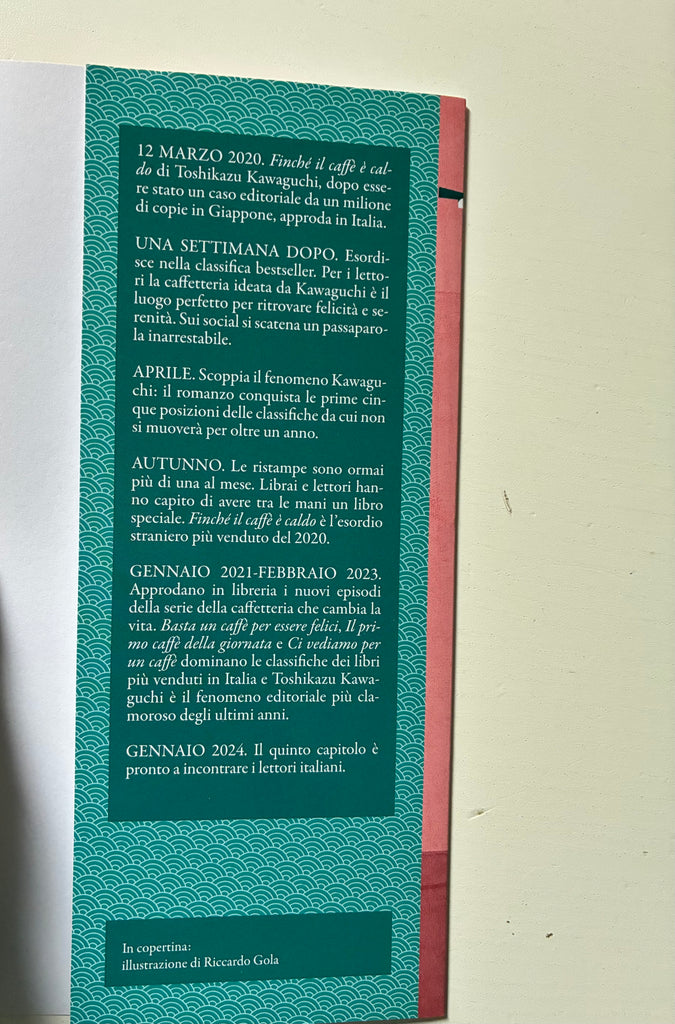 12 MARZO 2020. Finché il caffè è cal-
do di Toshikazu Kawaguchi, dopo esse-
re stato un caso editoriale da un milione
di copie in Giappone, approda in Italia.
UNA SETTIMANA DOPO. Esordi-
sce nella classifica bestseller. Per i letto-
ri la caffetteria ideata da Kawaguchi è il
luogo perfetto per ritrovare felicità e se-
renità. Sui social si scatena un passaparo-
la inarrestabile.
APRILE. Scoppia il fenomeno Kawagu-
chi: il romanzo conquista le prime cin-
que posizioni delle classifiche da cui non
si muoverà per oltre un anno.
AUTUNNO. Le ristampe sono ormai
più di una al mese. Librai e lettori han-
no capito di avere tra le mani un libro
speciale. Finché il caffè è caldo è l'esordio
straniero più venduto del 2020.
GENNAIO 2021-FEBBRAIO 2023.
Approdano in libreria i nuovi episodi
della serie della caffetteria che cambia la
vita. Basta un caffè per essere felici, Il pri-
mo caffè della giornata e Ci vediamo per
un caffè dominano le classifiche dei libri
più venduti in Italia e Toshikazu Kawa-
guchi è il fenomeno editoriale più cla-
moroso degli ultimi anni.
GENNAIO 2024. Il quinto capitolo è
pronto a incontrare i lettori italiani.
In copertina:
illustrazione di Riccardo Gola